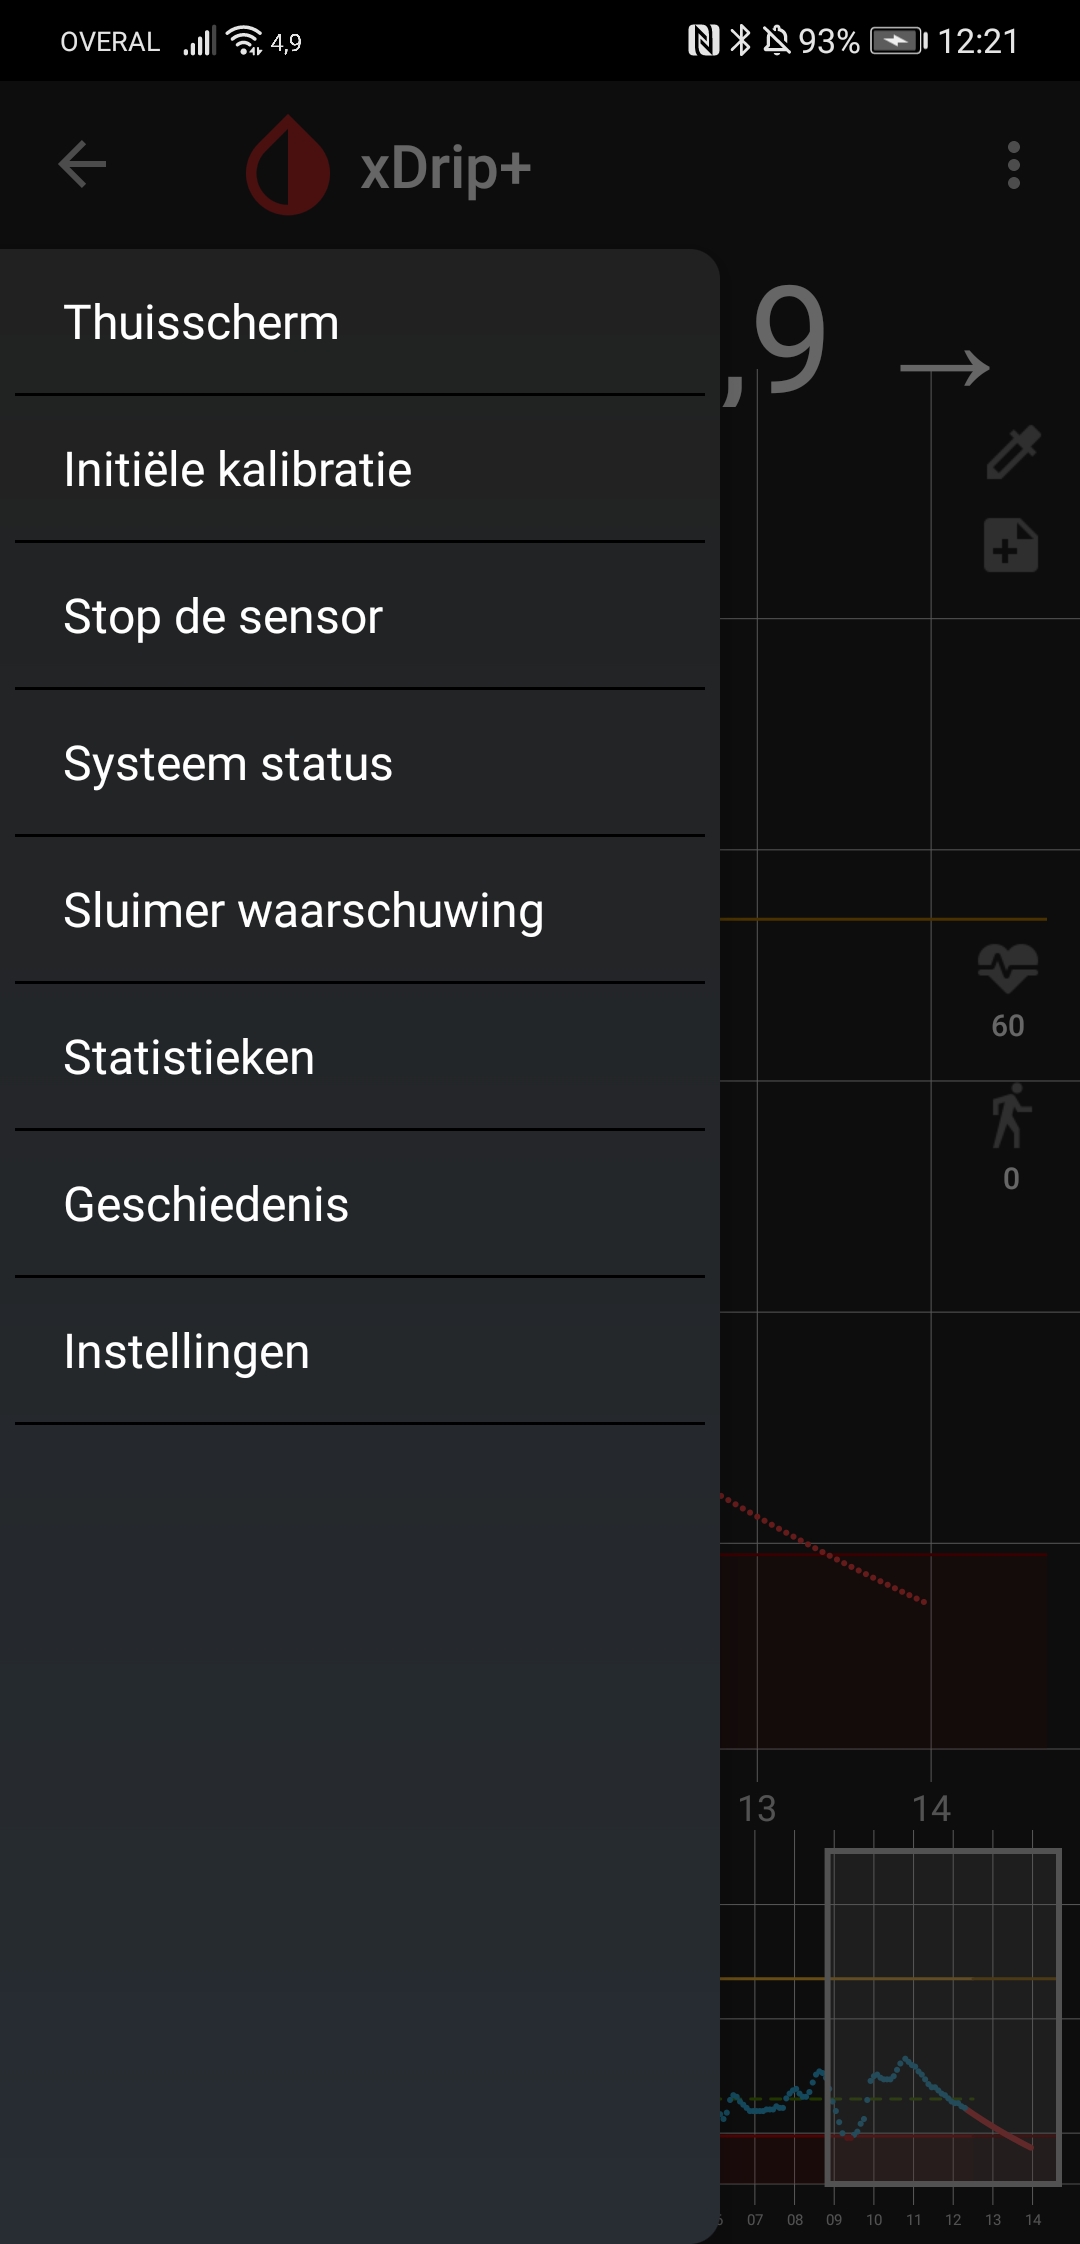 OVERAL 4,9 93% 12:21
xDrip+
,9 →
Thuisscherm
Initiële kalibratie
Stop de sensor
Systeem status
Sluimer waarschuwing
60
Statistieken
0
Geschiedenis
Instellingen
13 14
07 08 09 10 11 12 13 14